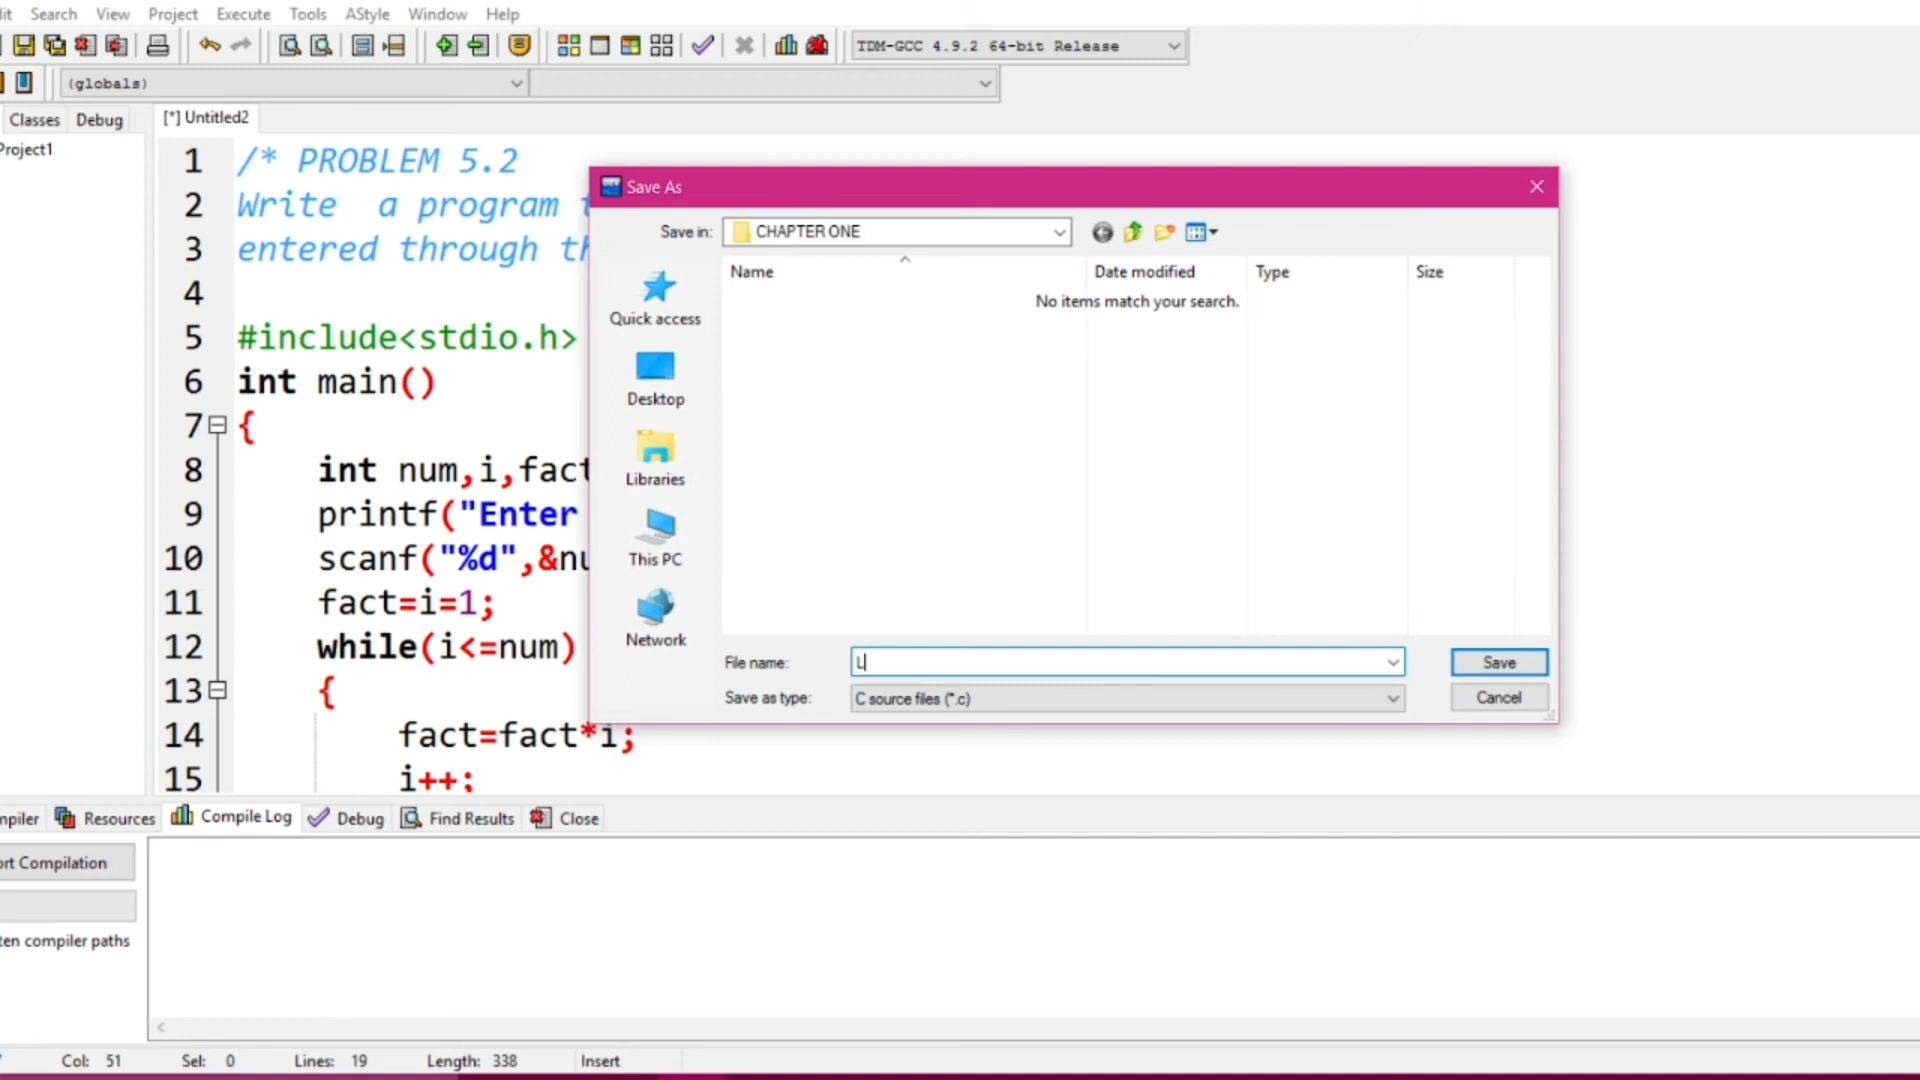 Search View Project Execute Tools AStyle Window Help
TDM-GCC 4.9.2 64-bit Release
(globals)
Classes Debug [*] Untitled2
Project1
1 /* PROBLEM 5.2
2 Write a program
3 entered through
4
5 #include<stdio.h>
6 int main()
7 {
8 int num,i,fact
9 printf("Enter
10 scanf("%d",&nu
11 fact=i=1;
12 while(i<=num)
13 {
14 fact=fact*i;
15 i++;
Save As
Save in: CHAPTER ONE
Name Date modified Type Size
No items match your search.
Quick access
Desktop
Libraries
This PC
Network
File name: L
Save
Save as type: C source files (*.c)
Cancel
mpiler Resources Compile Log Debug Find Results Close
ort Compilation
ten compiler paths
Col: 51 Sel: 0 Lines: 19 Length: 338 Insert